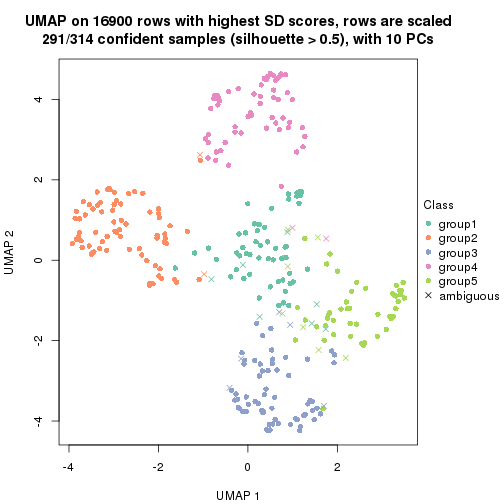 UMAP on 16900 rows with highest SD scores, rows are scaled
291/314 confident samples (silhouette > 0.5), with 10 PCs
4
2
0
-2
-4
UMAP 2
-4
-2
0
2
UMAP 1
Class
group1
group2
group3
group4
group5
ambiguous